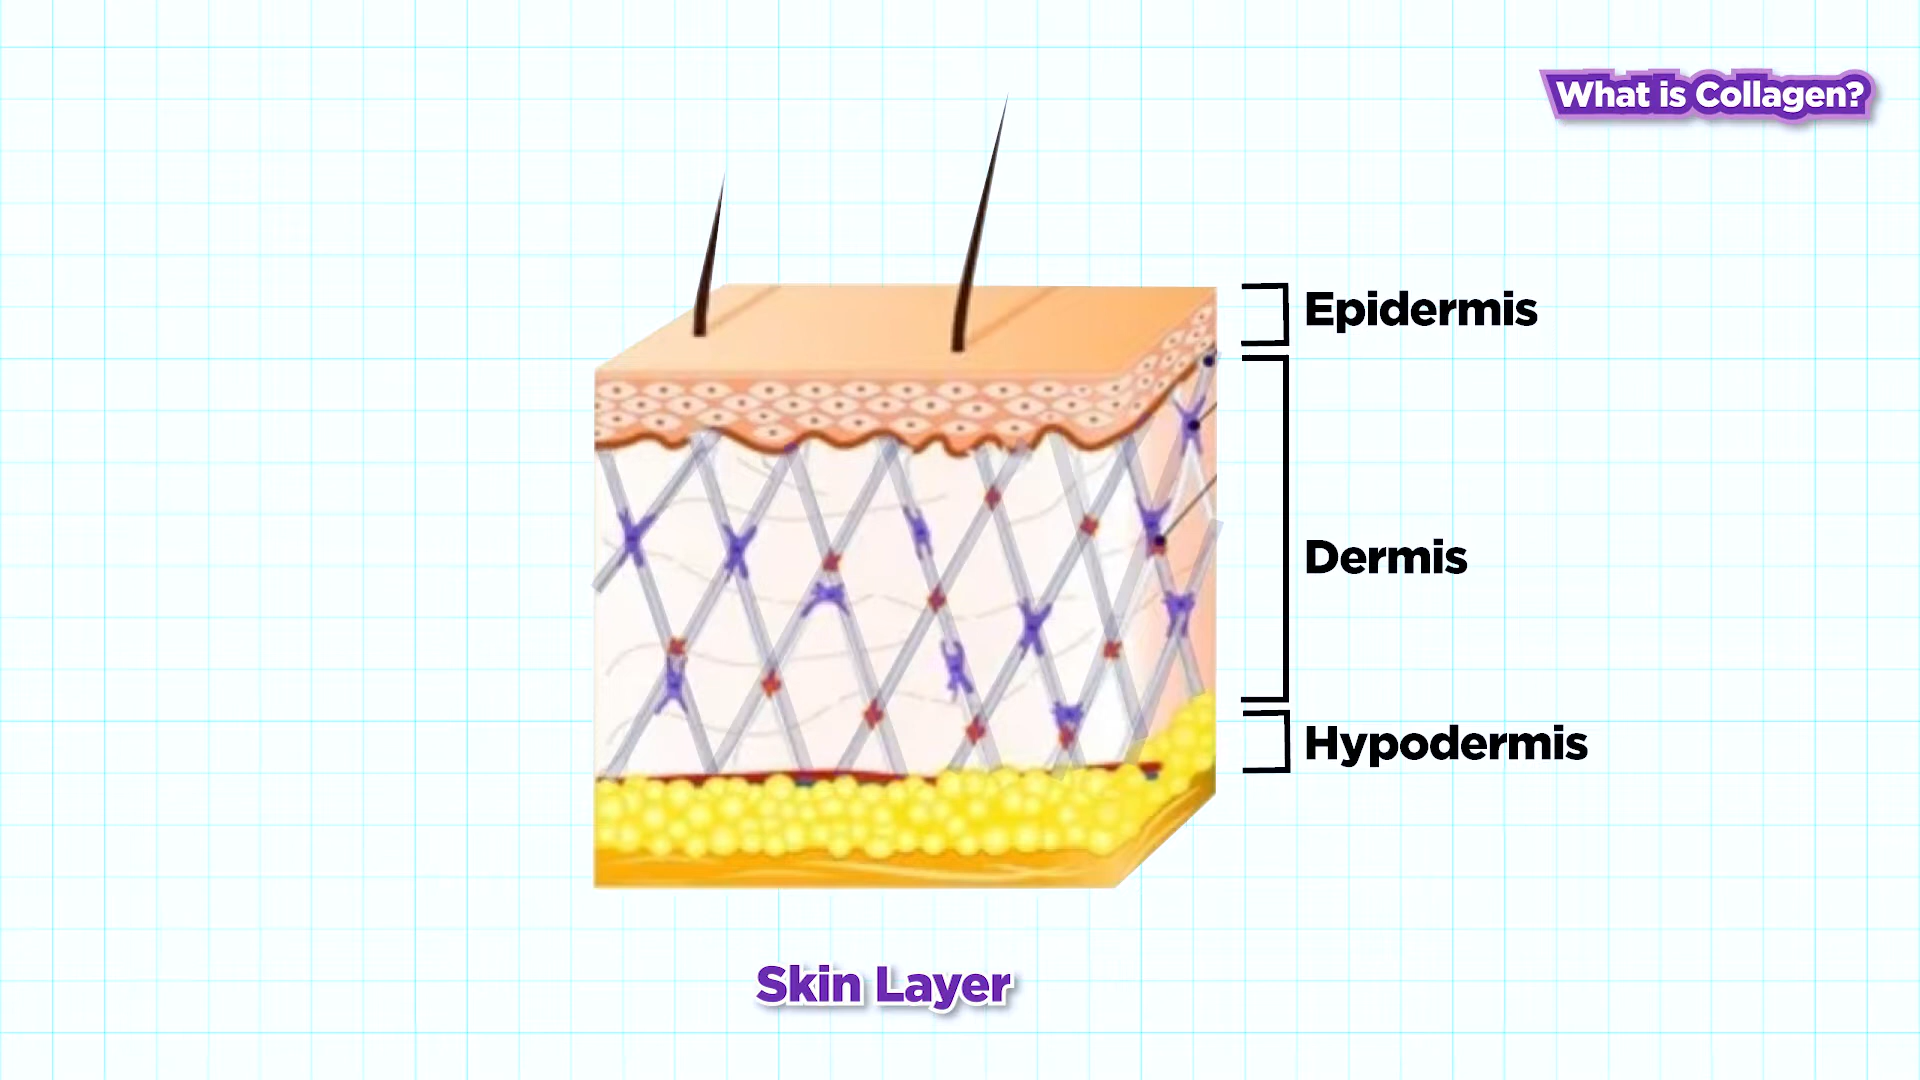 What is Collagen?
Epidermis
Dermis
Hypodermis
Skin Layer